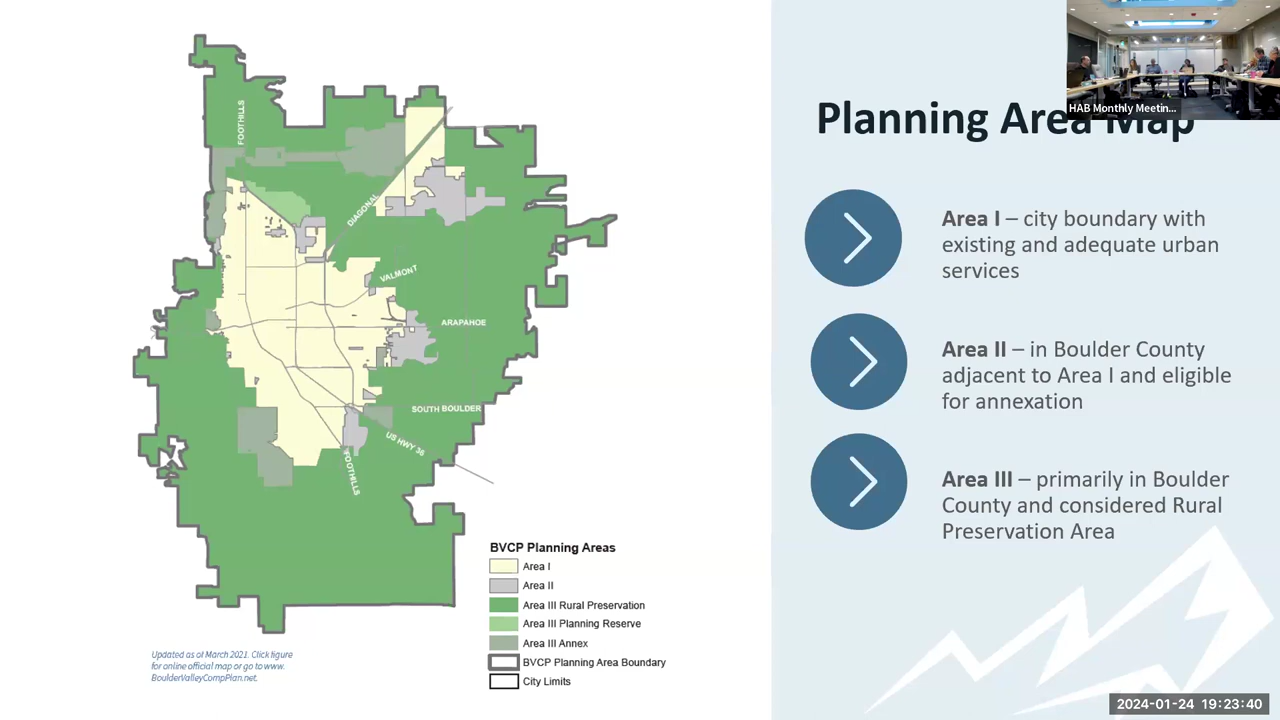 FOOTHILLS
DIAGONAL
VALMONT
ARAPAHOE
SOUTH BOULDER
US HWY 36
FOOTHILLS
BVCP Planning Areas
Area I
Area II
Area III Rural Preservation
Area III Planning Reserve
Area III Annex
BVCP Planning Area Boundary
City Limits
Updated as of March 2021. Click figure
for online official map or go to www.
BoulderValleyCompPlan.net.
HAB Monthly Meetin...
Planning Area Map
Area I – city boundary with
existing and adequate urban
services
Area II – in Boulder County
adjacent to Area I and eligible
for annexation
Area III – primarily in Boulder
County and considered Rural
Preservation Area
2024-01-24 19:23:40